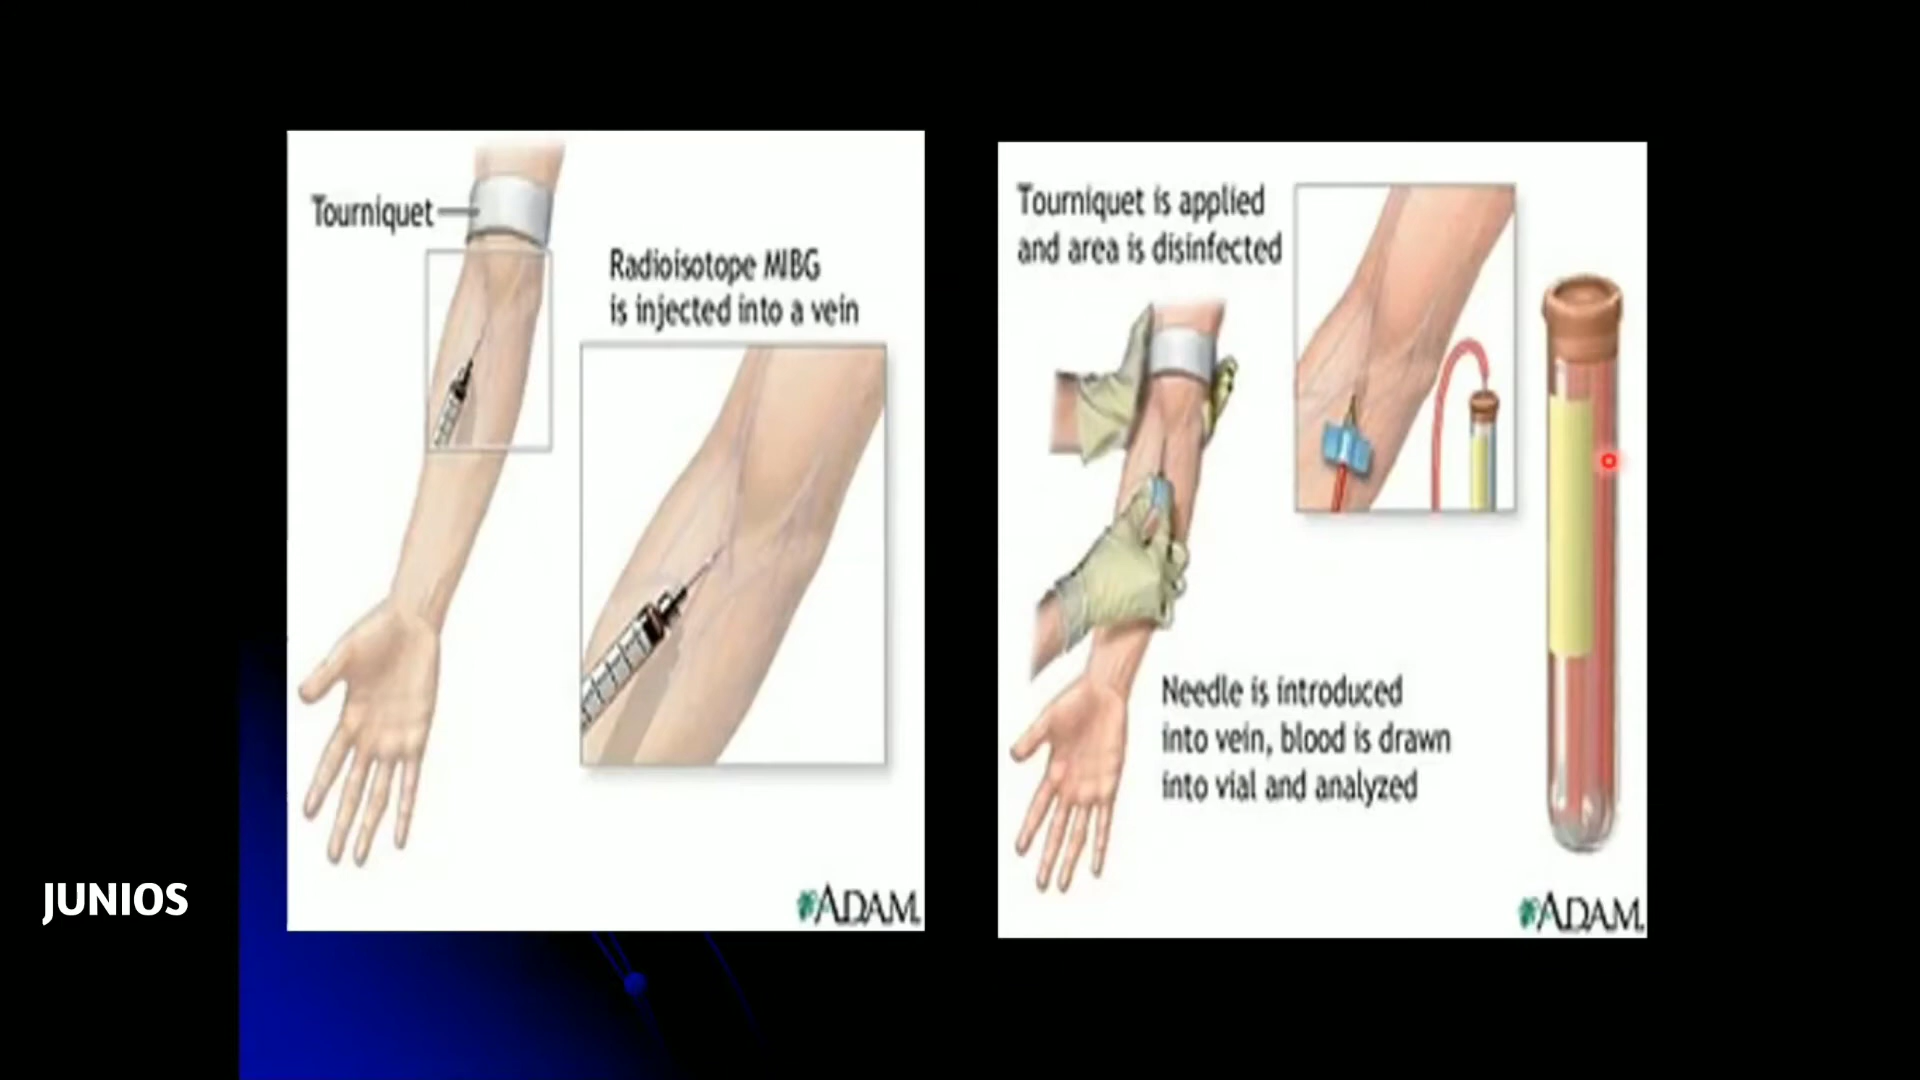 Tourniquet
Radioisotope MIBG
is injected into a vein
ADAM.
Tourniquet is applied
and area is disinfected
Needle is introduced
into vein, blood is drawn
into vial and analyzed
ADAM.
JUNIOS